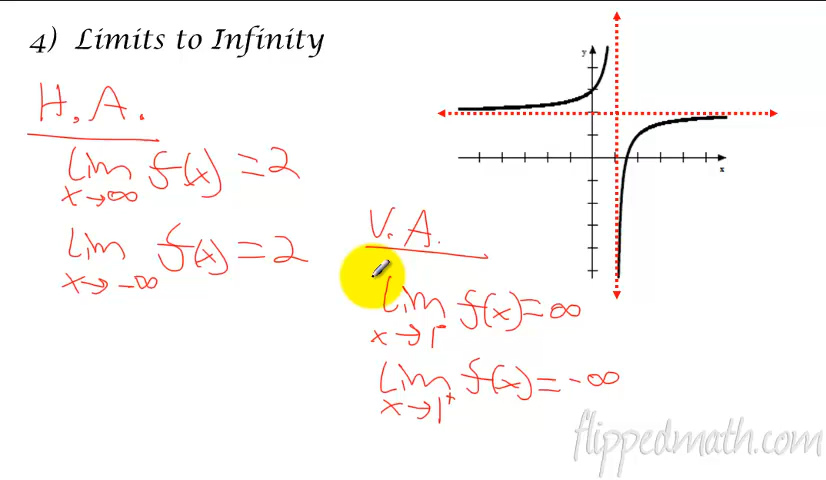 4) Limits to Infinity
H.A.
lim f(x) = 2
x→∞
lim f(x) = 2
x→-∞
V.A.
lim f(x) = ∞
x→1⁻
lim f(x) = -∞
x→1⁺
y
x
flippedmath.com